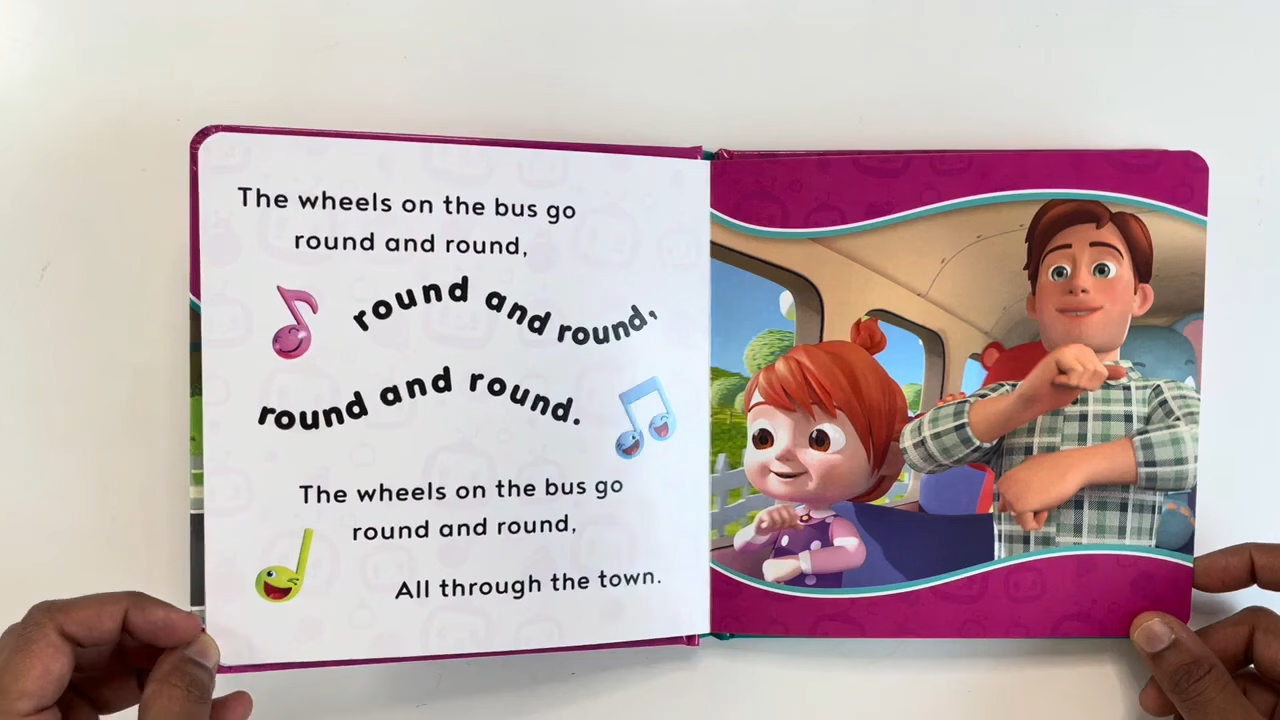 The wheels on the bus go
round and round,
round and round,
round and round.
The wheels on the bus go
round and round,
All through the town.